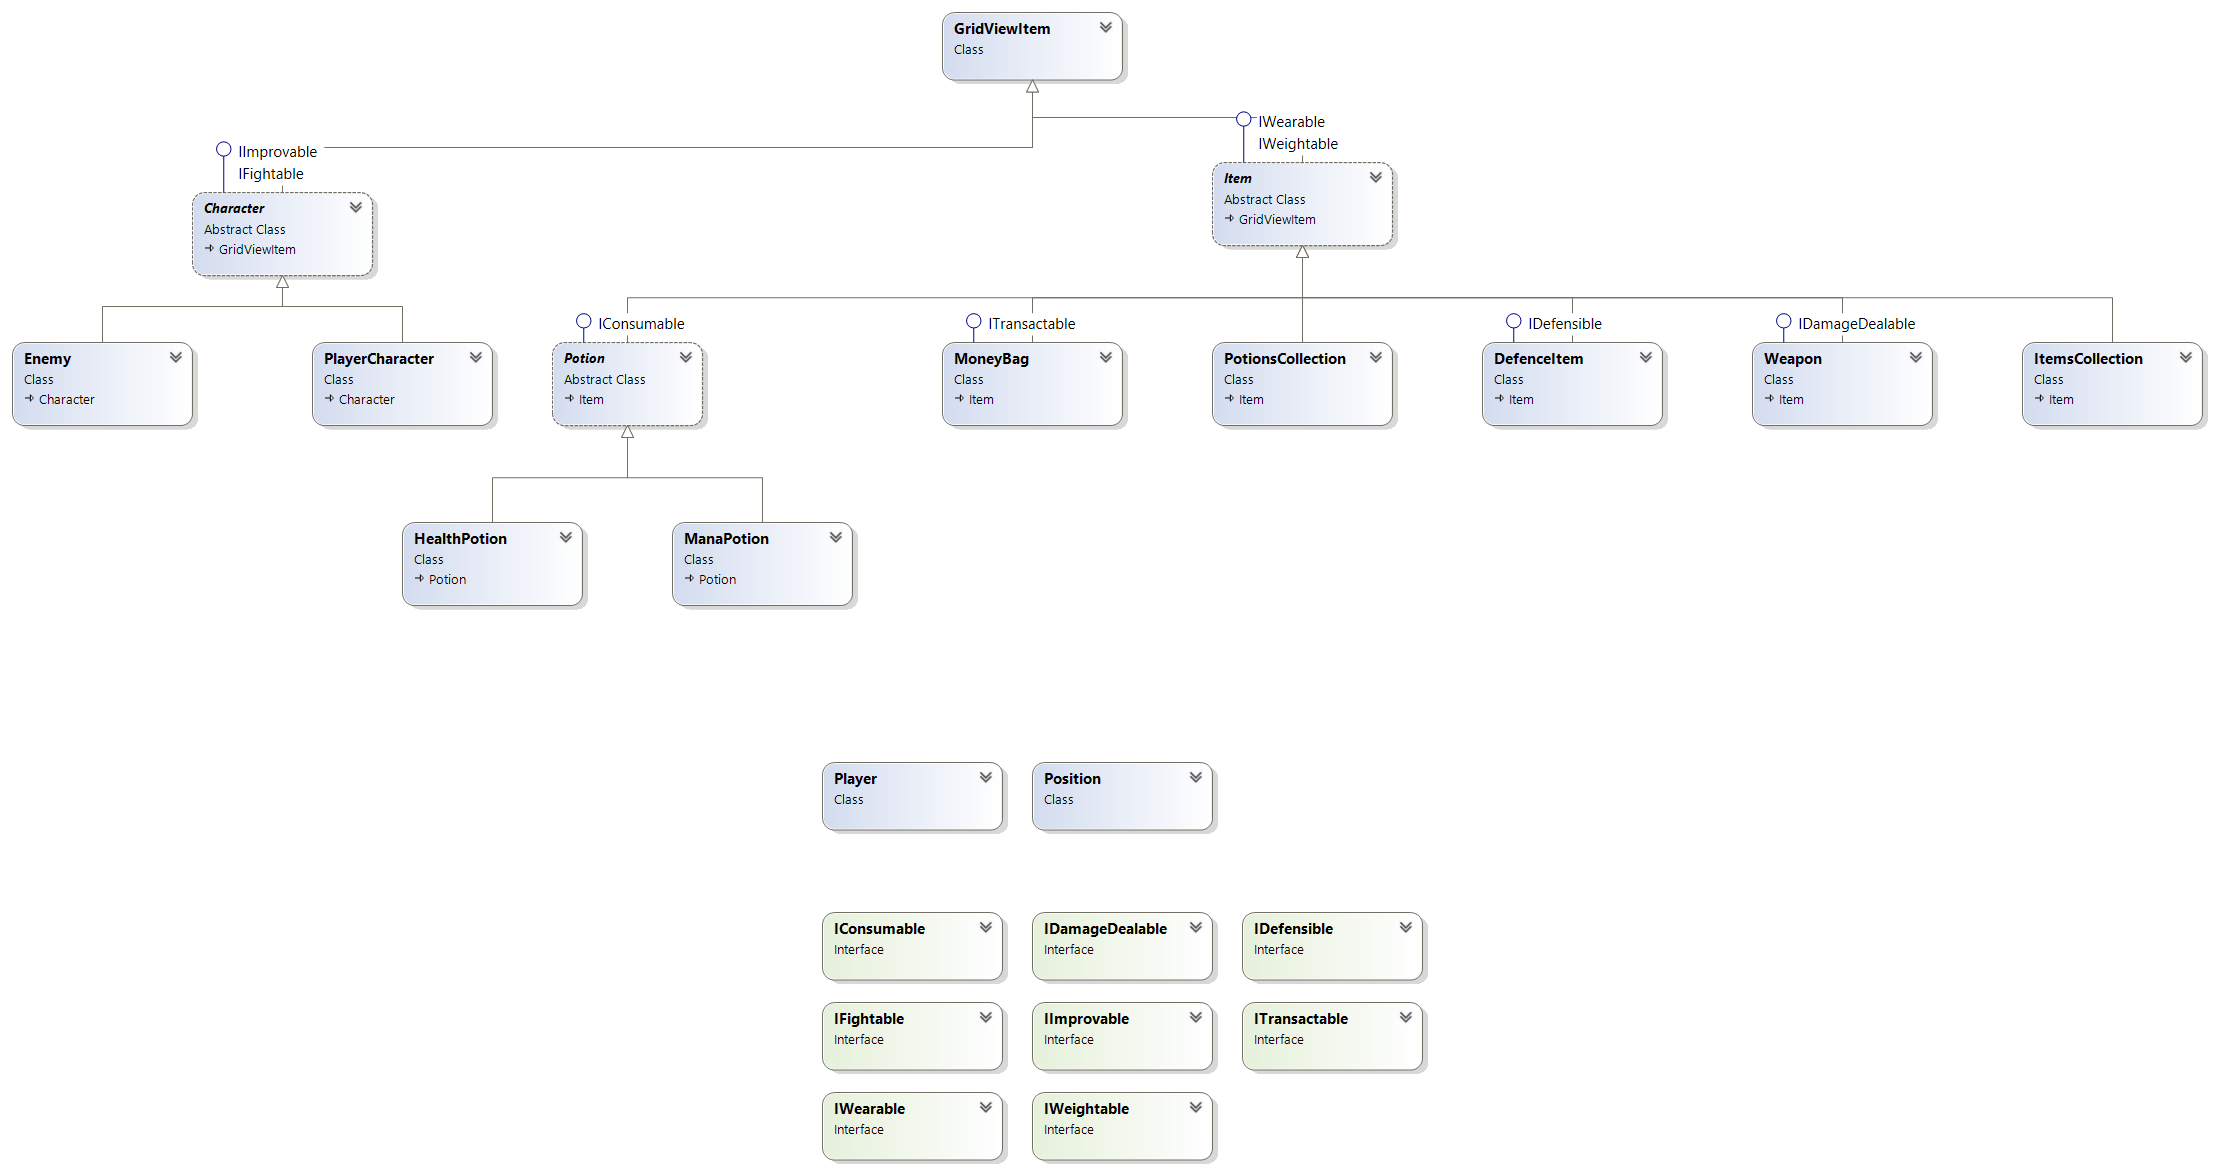 GridViewItem
Class
IWearable
IWeightable
IImprovable
IFightable
Item
Abstract Class
GridViewItem
Character
Abstract Class
GridViewItem
IConsumable
ITransactable
IDefensible
IDamageDealable
Enemy
Class
Character
PlayerCharacter
Class
Character
Potion
Abstract Class
Item
MoneyBag
Class
Item
PotionsCollection
Class
Item
DefenceItem
Class
Item
Weapon
Class
Item
ItemsCollection
Class
Item
HealthPotion
Class
Potion
ManaPotion
Class
Potion
Player
Class
Position
Class
IConsumable
Interface
IDamageDealable
Interface
IDefensible
Interface
IFightable
Interface
IImprovable
Interface
ITransactable
Interface
IWearable
Interface
IWeightable
Interface